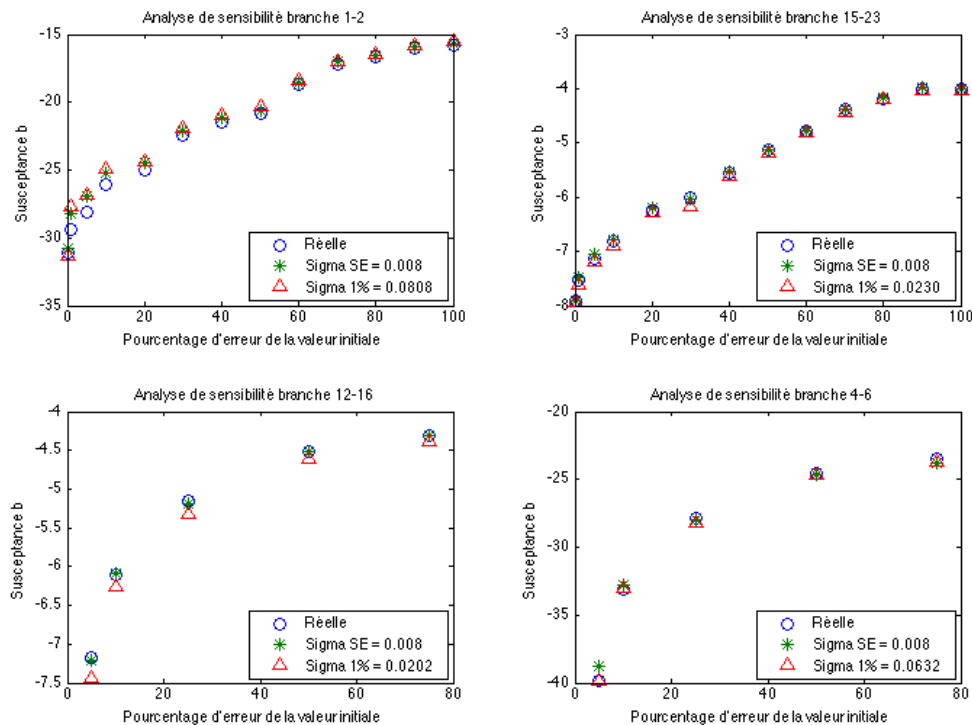 Analyse de sensibilité branche 1-2
-15
-20
-25
-30
-35
Susceptance b
Réelle
Sigma SE = 0.008
Sigma 1% = 0.0808
0 20 40 60 80 100
Pourcentage d'erreur de la valeur initiale
Analyse de sensibilité branche 15-23
-3
-4
-5
-6
-7
-8
Susceptance b
Réelle
Sigma SE = 0.008
Sigma 1% = 0.0230
0 20 40 60 80 100
Pourcentage d'erreur de la valeur initiale
Analyse de sensibilité branche 12-16
-4
-4.5
-5
-5.5
-6
-6.5
-7
-7.5
Susceptance b
Réelle
Sigma SE = 0.008
Sigma 1% = 0.0202
0 20 40 60 80
Pourcentage d'erreur de la valeur initiale
Analyse de sensibilité branche 4-6
-20
-25
-30
-35
-40
Susceptance b
Réelle
Sigma SE = 0.008
Sigma 1% = 0.0632
0 20 40 60 80
Pourcentage d'erreur de la valeur initiale